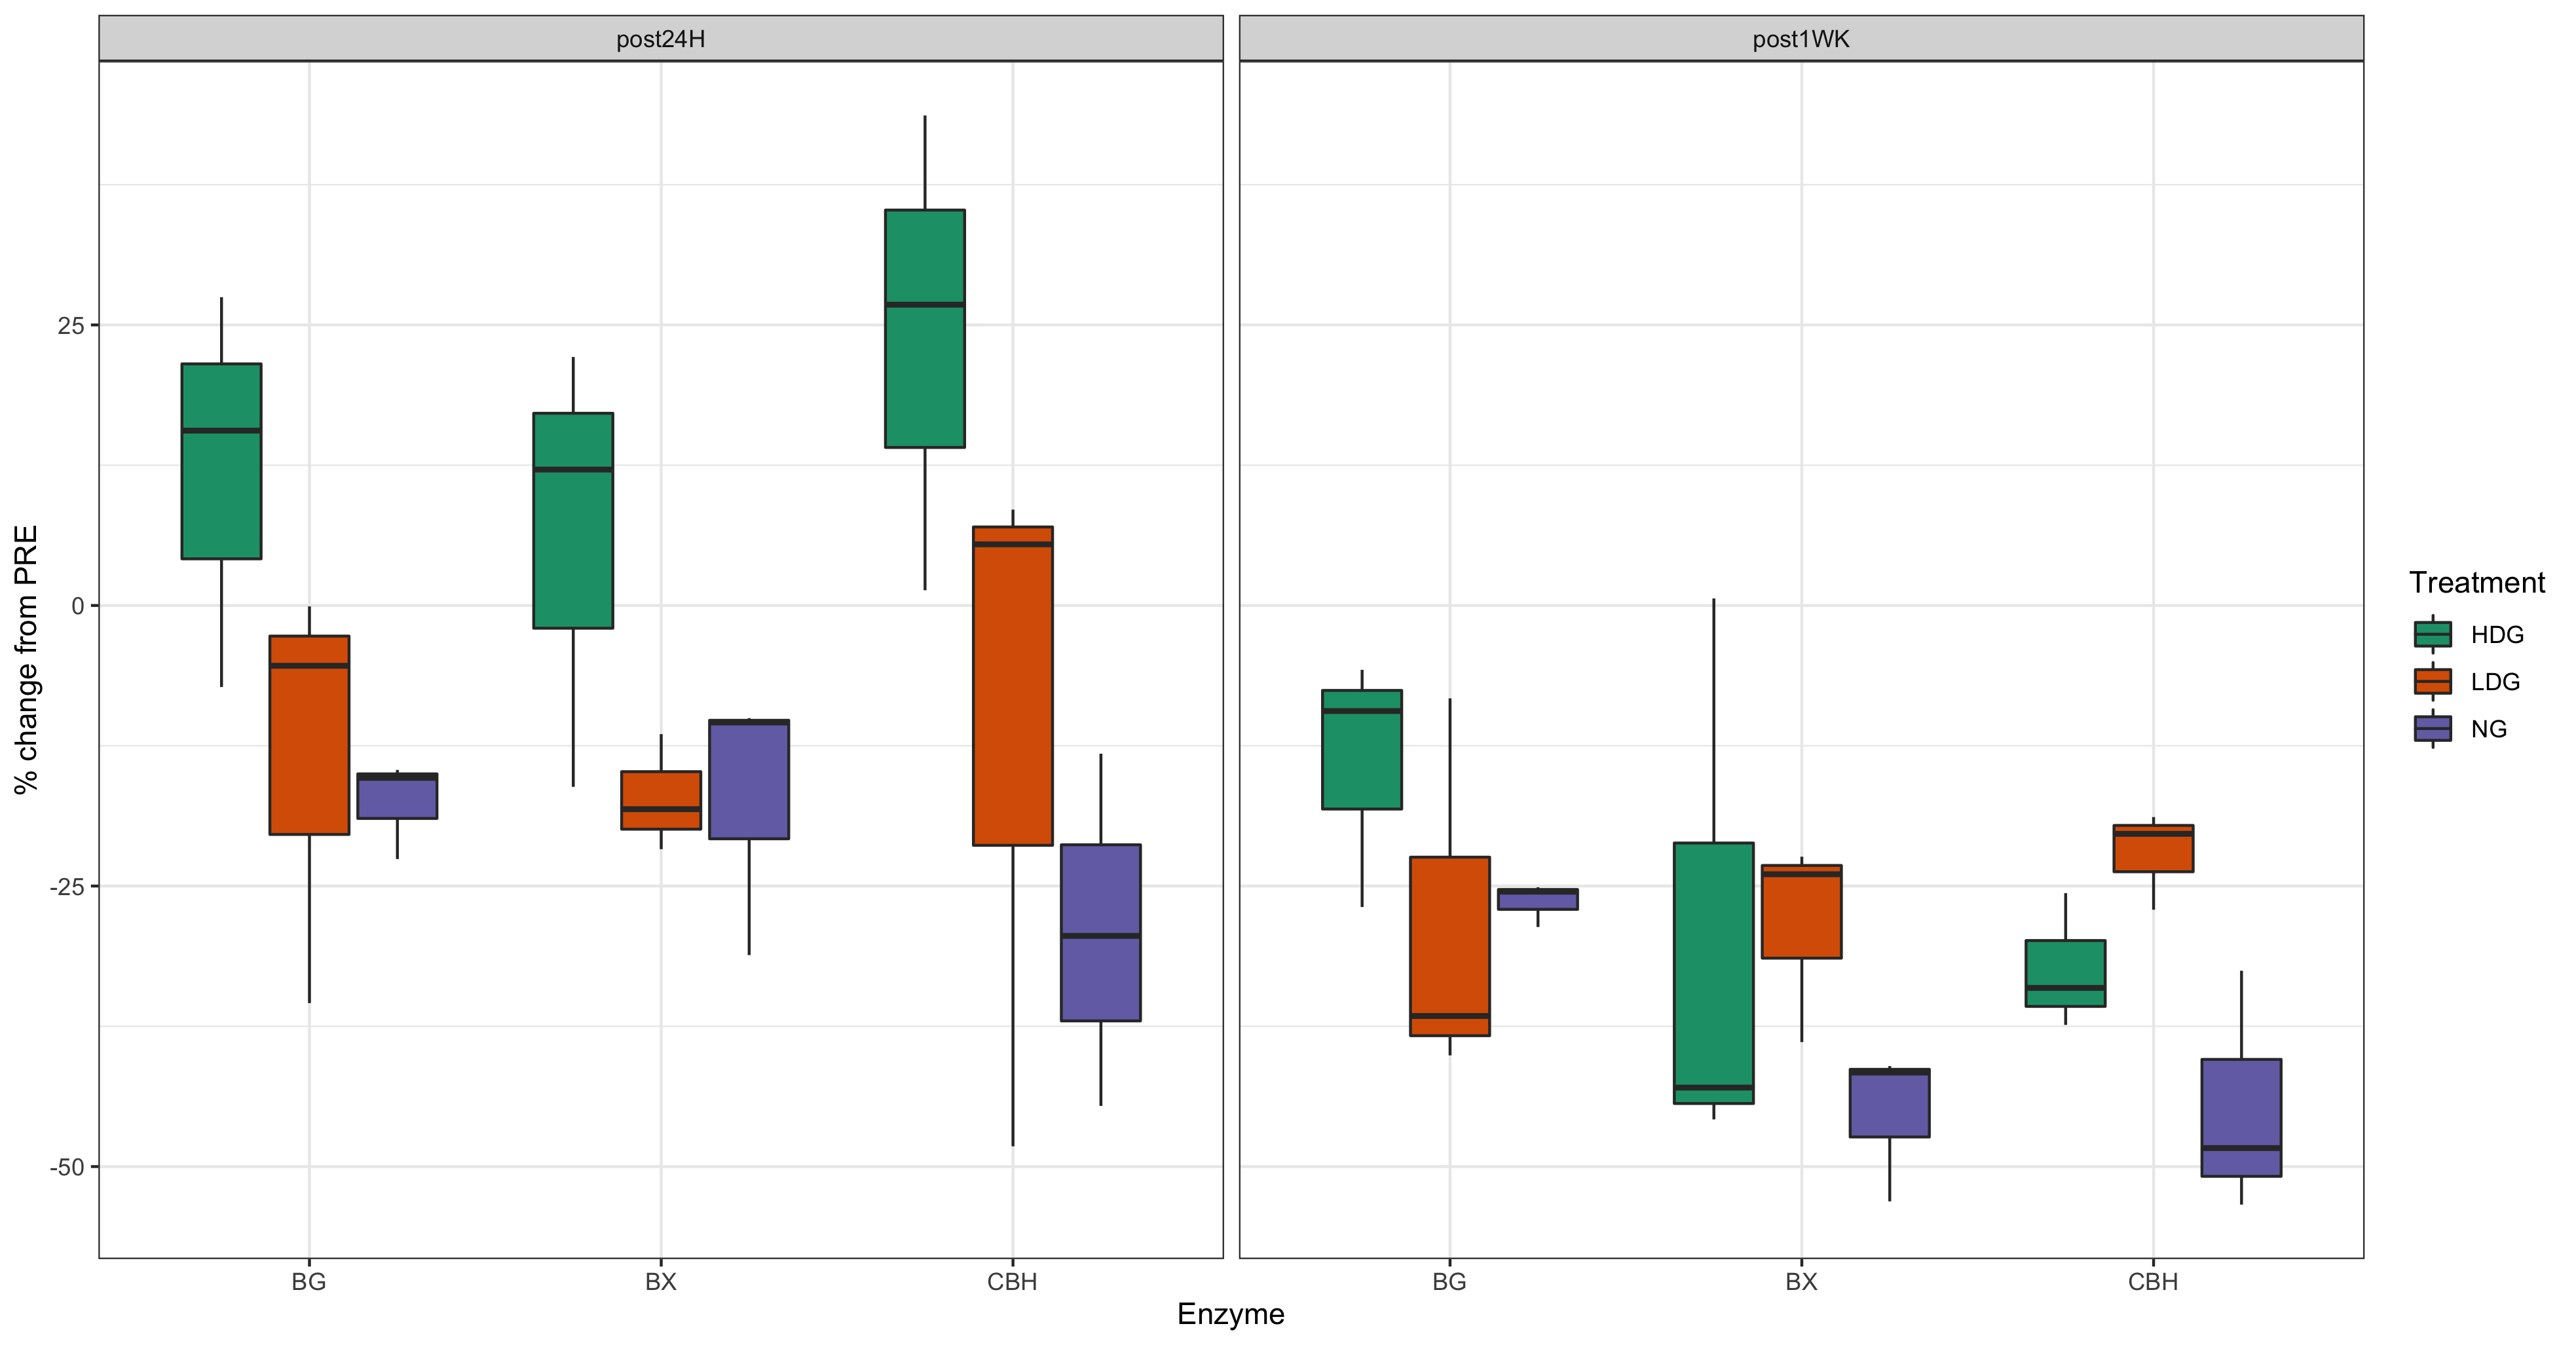 post24H
post1WK
% change from PRE
25
0
-25
-50
BG
BX
CBH
BG
BX
CBH
Enzyme
Treatment
HDG
LDG
NG